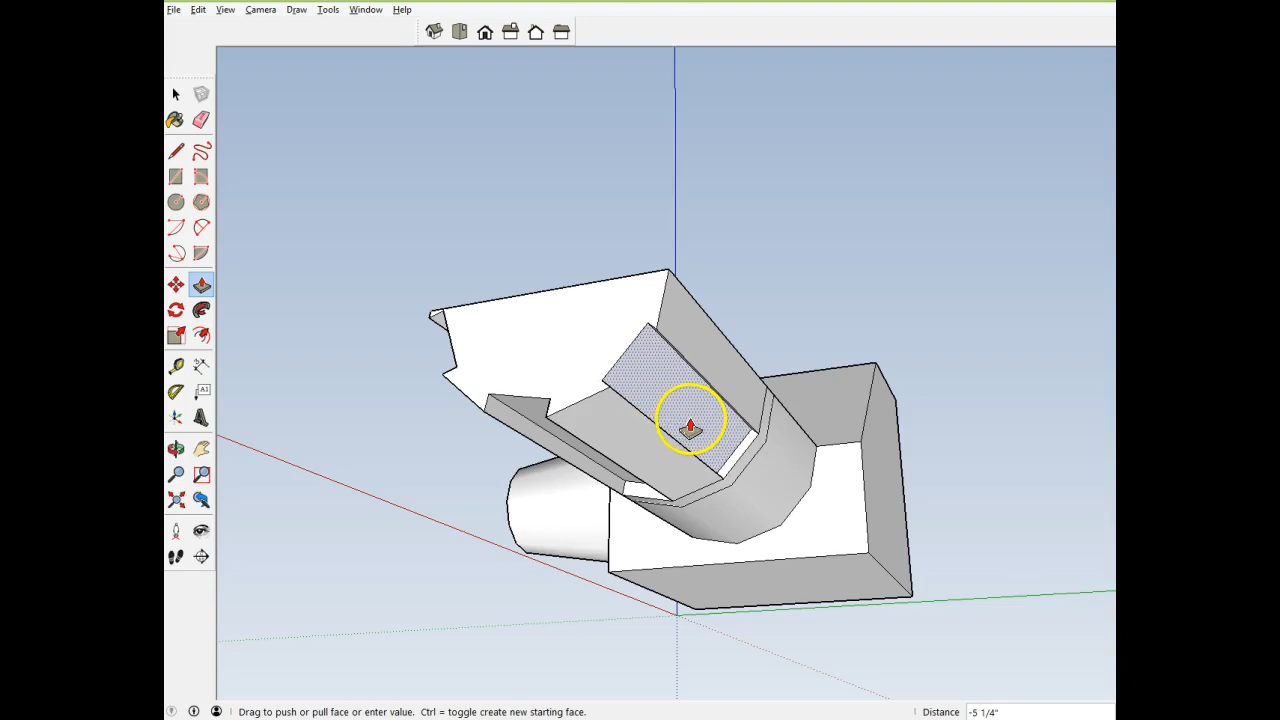 File Edit View Camera Draw Tools Window Help
A1
Drag to push or pull face or enter value. Ctrl = toggle create new starting face.
Distance -5 1/4"